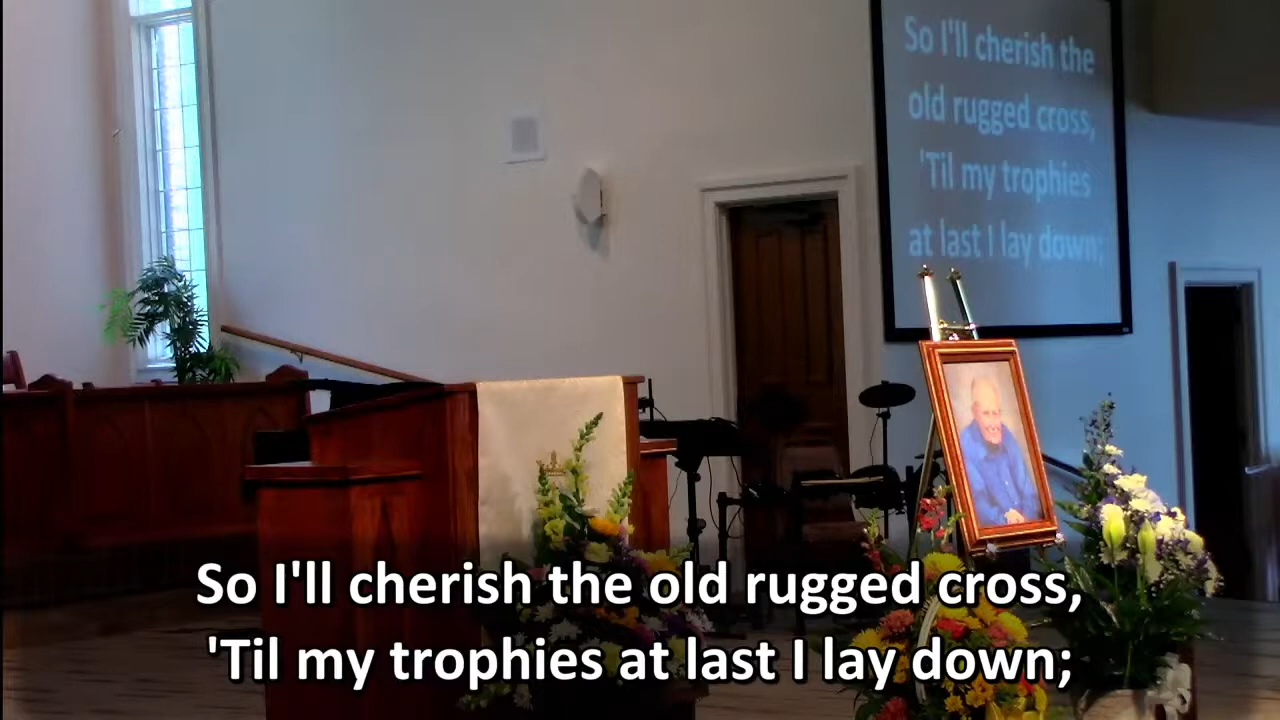 So I'll cherish the
old rugged cross,
'Til my trophies
at last I lay down;
So I'll cherish the old rugged cross,
'Til my trophies at last I lay down;